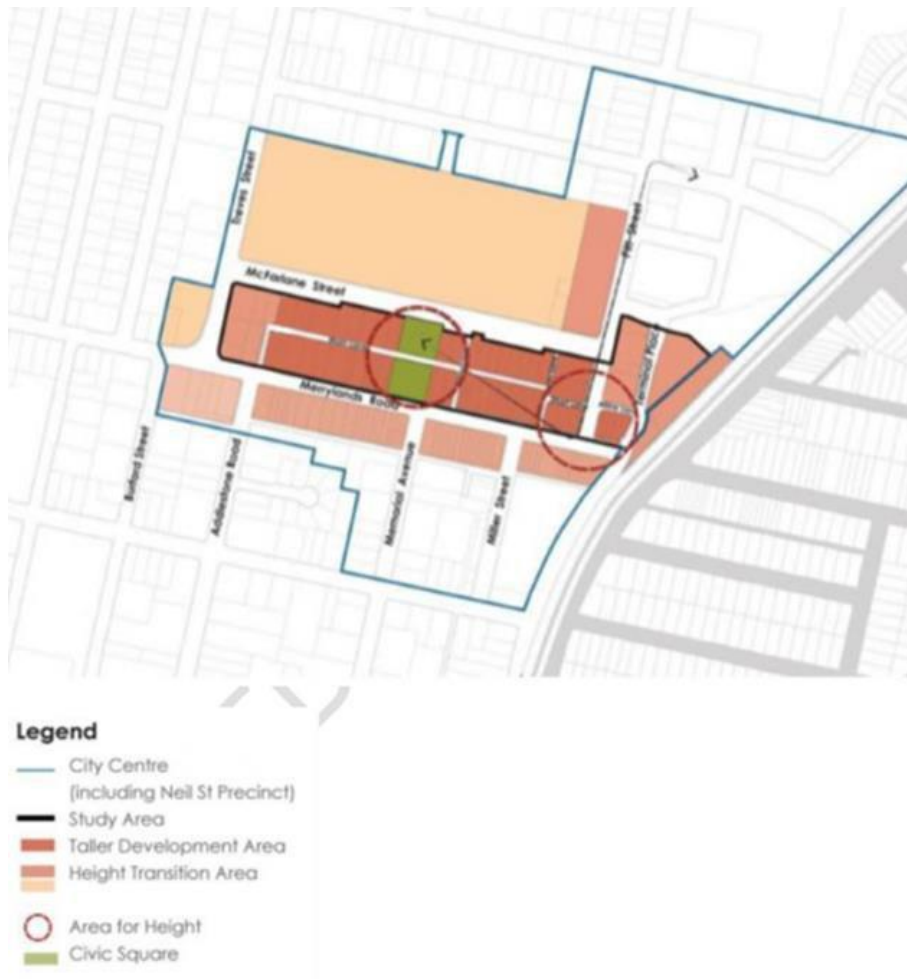 Treves Street
Pitt Street
McFarlane Street
Terminal Place
Merrylands Road
Burford Street
Addlestone Road
Memorial Avenue
Miller Street
Legend
City Centre
(including Neil St Precinct)
Study Area
Taller Development Area
Height Transition Area
Area for Height
Civic Square